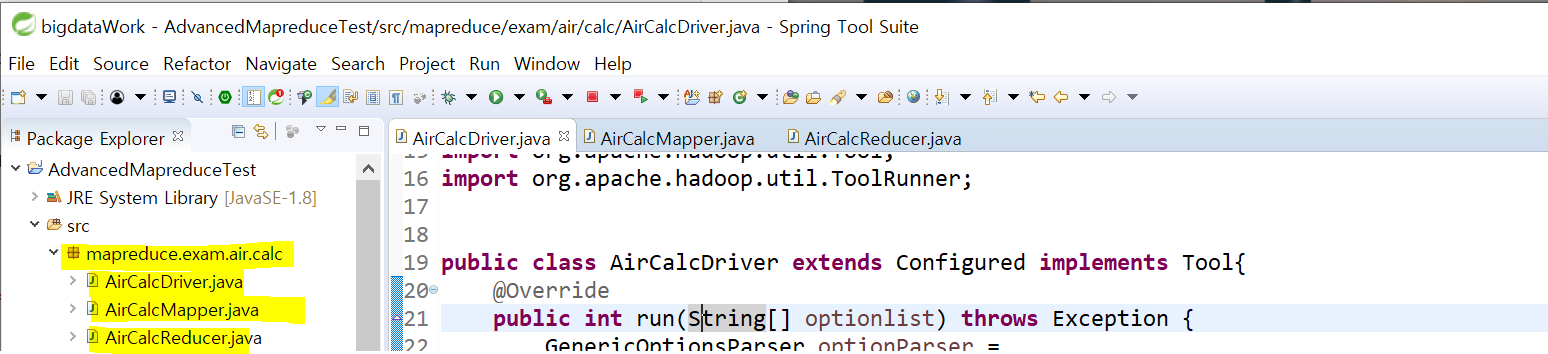 bigdataWork - AdvancedMapreduceTest/src/mapreduce/exam/air/calc/AirCalcDriver.java - Spring Tool Suite
File Edit Source Refactor Navigate Search Project Run Window Help
Package Explorer
AdvancedMapreduceTest
JRE System Library [JavaSE-1.8]
src
mapreduce.exam.air.calc
AirCalcDriver.java
AirCalcMapper.java
AirCalcReducer.java
AirCalcDriver.java AirCalcMapper.java AirCalcReducer.java
15 import org.apache.hadoop.util.Tool;
16 import org.apache.hadoop.util.ToolRunner;
17
18
19 public class AirCalcDriver extends Configured implements Tool{
20 @Override
21 public int run(String[] optionlist) throws Exception {
22 GenericOptionsParser optionParser =